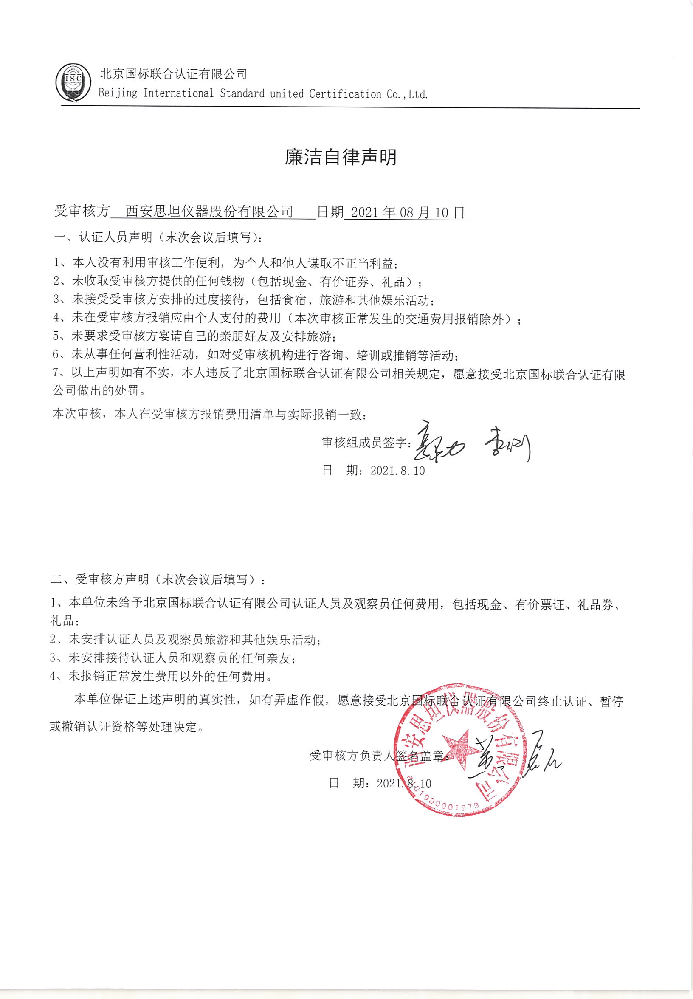 ISC
北京国标联合认证有限公司
Beijing International Standard united Certification Co.,Ltd.
廉洁自律声明
受审核方 西安思坦仪器股份有限公司 日期 2021 年 08 月 10 日
一、认证人员声明（末次会议后填写）：
1、本人没有利用审核工作便利，为个人和他人谋取不正当利益；
2、未收取受审核方提供的任何钱物（包括现金、有价证券、礼品）；
3、未接受受审核方安排的过度接待，包括食宿、旅游和其他娱乐活动；
4、未在受审核方报销应由个人支付的费用（本次审核正常发生的交通费用报销除外）；
5、未要求受审核方宴请自己的亲朋好友及安排旅游；
6、未从事任何营利性活动，如对受审核机构进行咨询、培训或推销等活动；
7、以上声明如有不实，本人违反了北京国标联合认证有限公司相关规定，愿意接受北京国标联合认证有限
公司做出的处罚。
本次审核，本人在受审核方报销费用清单与实际报销一致：
审核组成员签字：
日 期：2021.8.10
二、受审核方声明（末次会议后填写）：
1、本单位未给予北京国标联合认证有限公司认证人员及观察员任何费用，包括现金、有价票证、礼品券、
礼品；
2、未安排认证人员及观察员旅游和其他娱乐活动；
3、未安排接待认证人员和观察员的任何亲友；
4、未报销正常发生费用以外的任何费用。
本单位保证上述声明的真实性，如有弄虚作假，愿意接受北京国标联合认证有限公司终止认证、暂停
或撤销认证资格等处理决定。
受审核方负责人签名盖章：
日 期：2021.8.10
西安思坦仪器股份有限公司
6101990001979